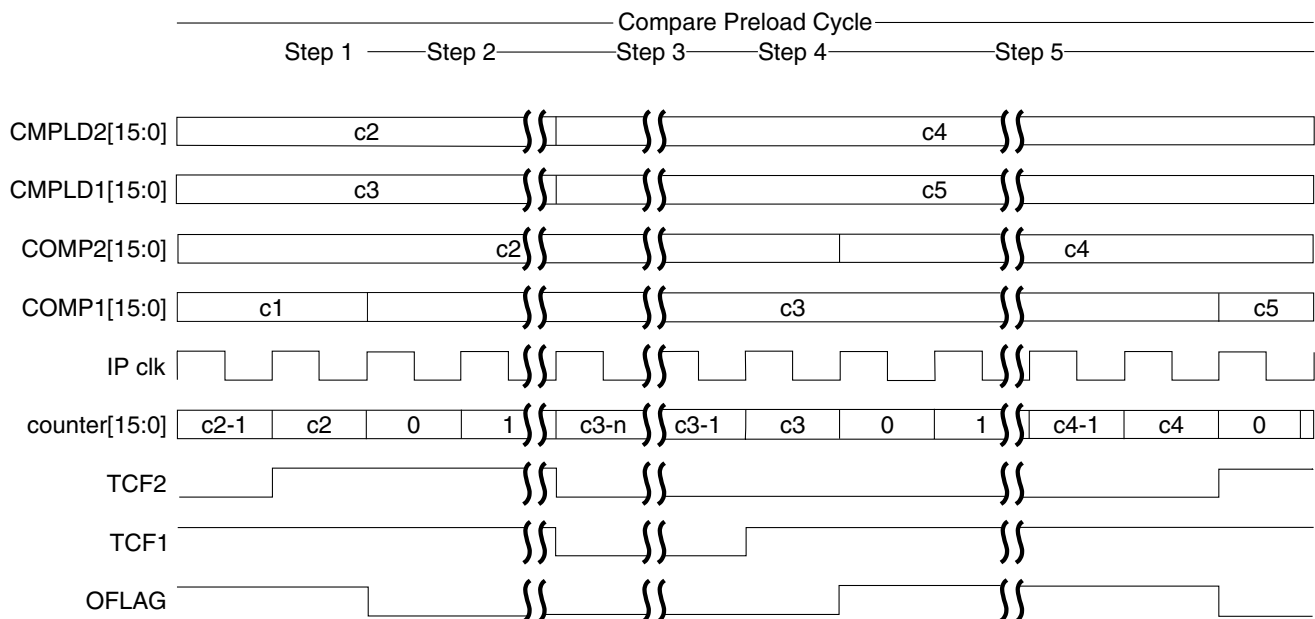 Compare Preload Cycle
Step 1 Step 2 Step 3 Step 4 Step 5
CMPLD2[15:0] c2 c4
CMPLD1[15:0] c3 c5
COMP2[15:0] c2 c4
COMP1[15:0] c1 c3 c5
IP clk
counter[15:0] c2-1 c2 0 1 c3-n c3-1 c3 0 1 c4-1 c4 0
TCF2
TCF1
OFLAG